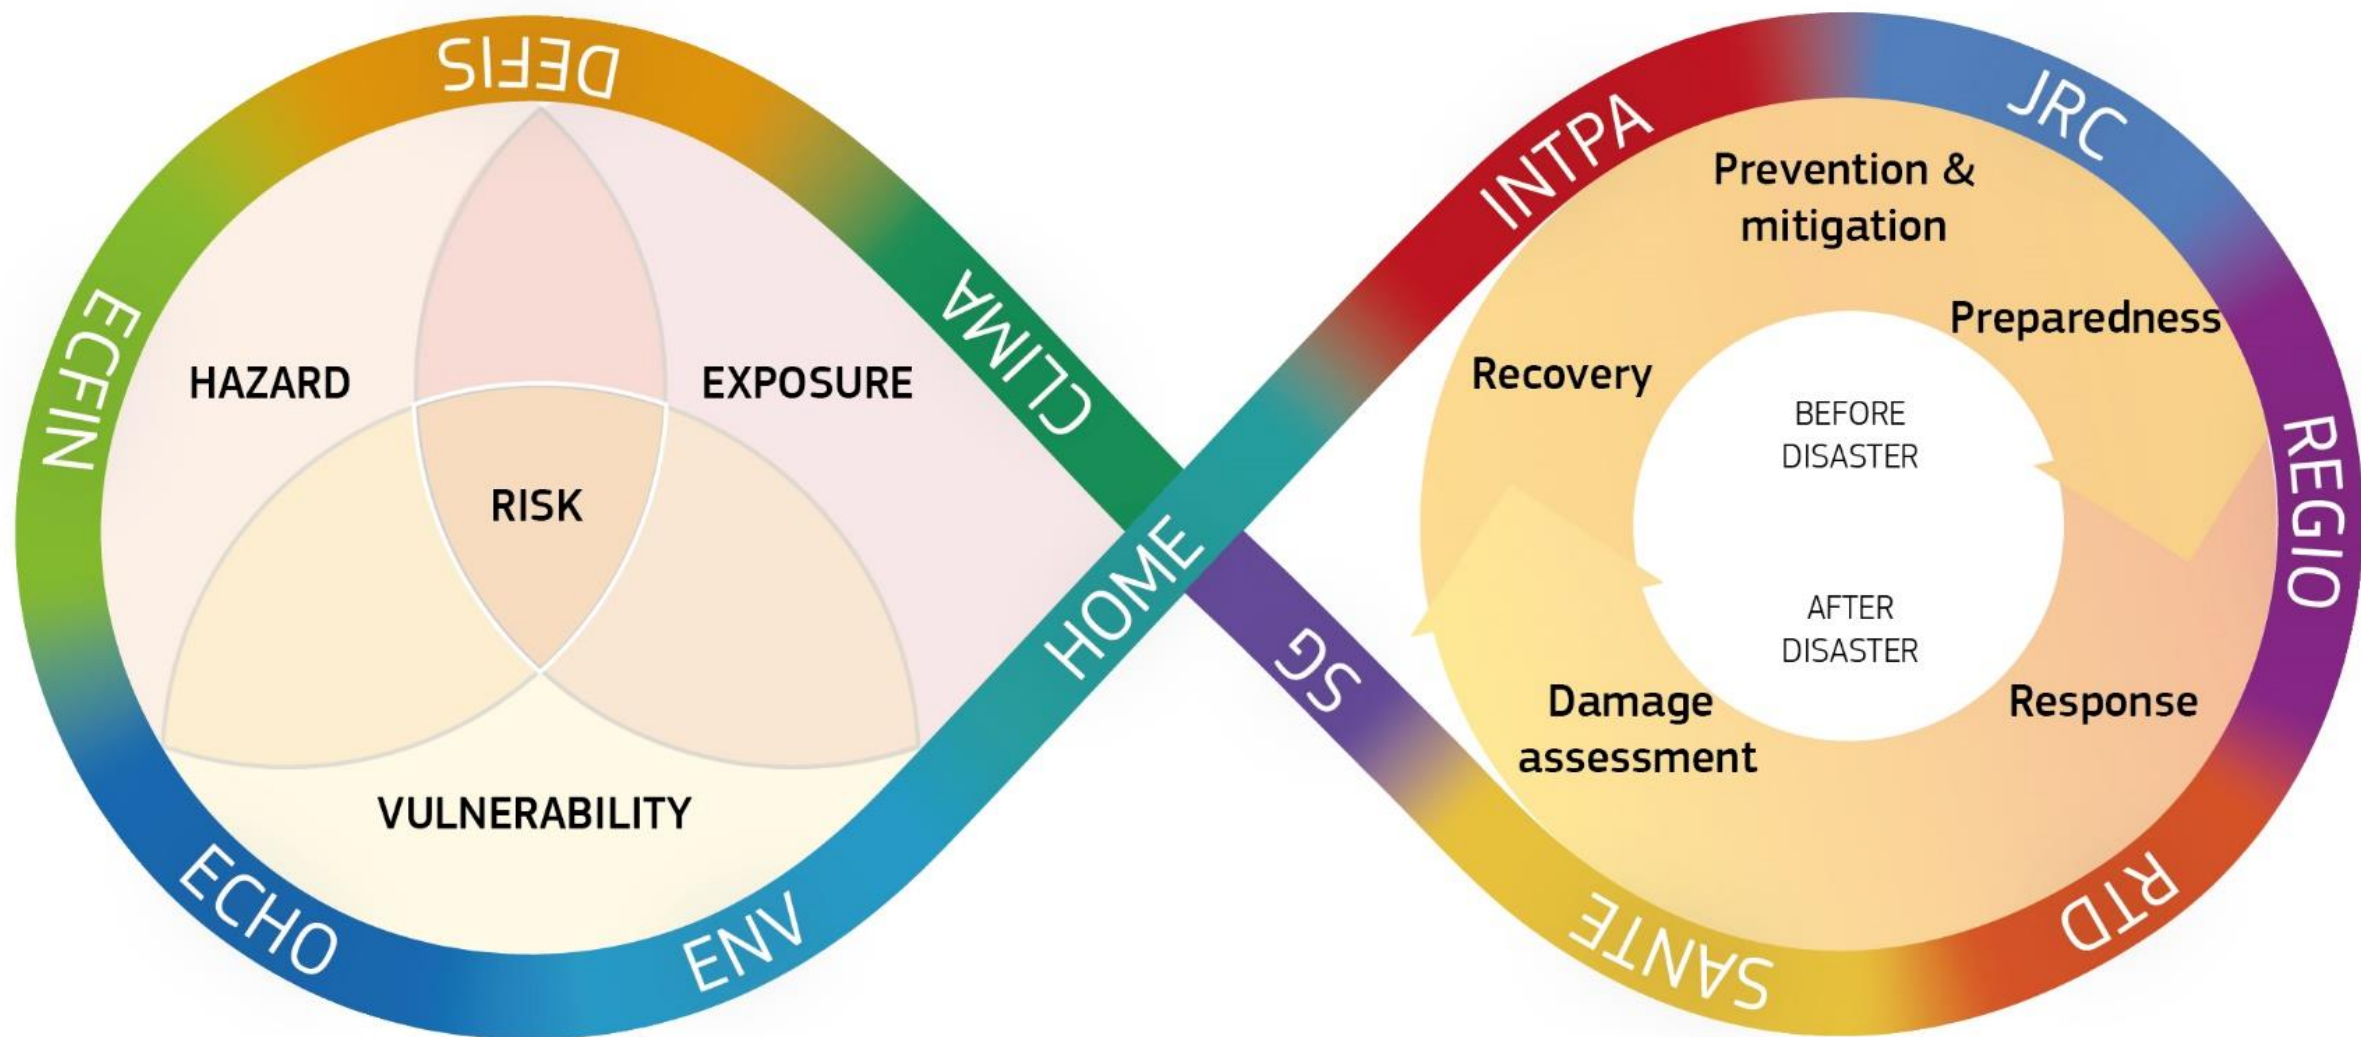 DEFIS
CLIMA
ECFIN
ECHO
ENV
HOME
INTPA
JRC
REGIO
RTD
SANTE
SG
HAZARD
EXPOSURE
RISK
VULNERABILITY
Prevention &
mitigation
Preparedness
Recovery
BEFORE
DISASTER
AFTER
DISASTER
Response
Damage
assessment